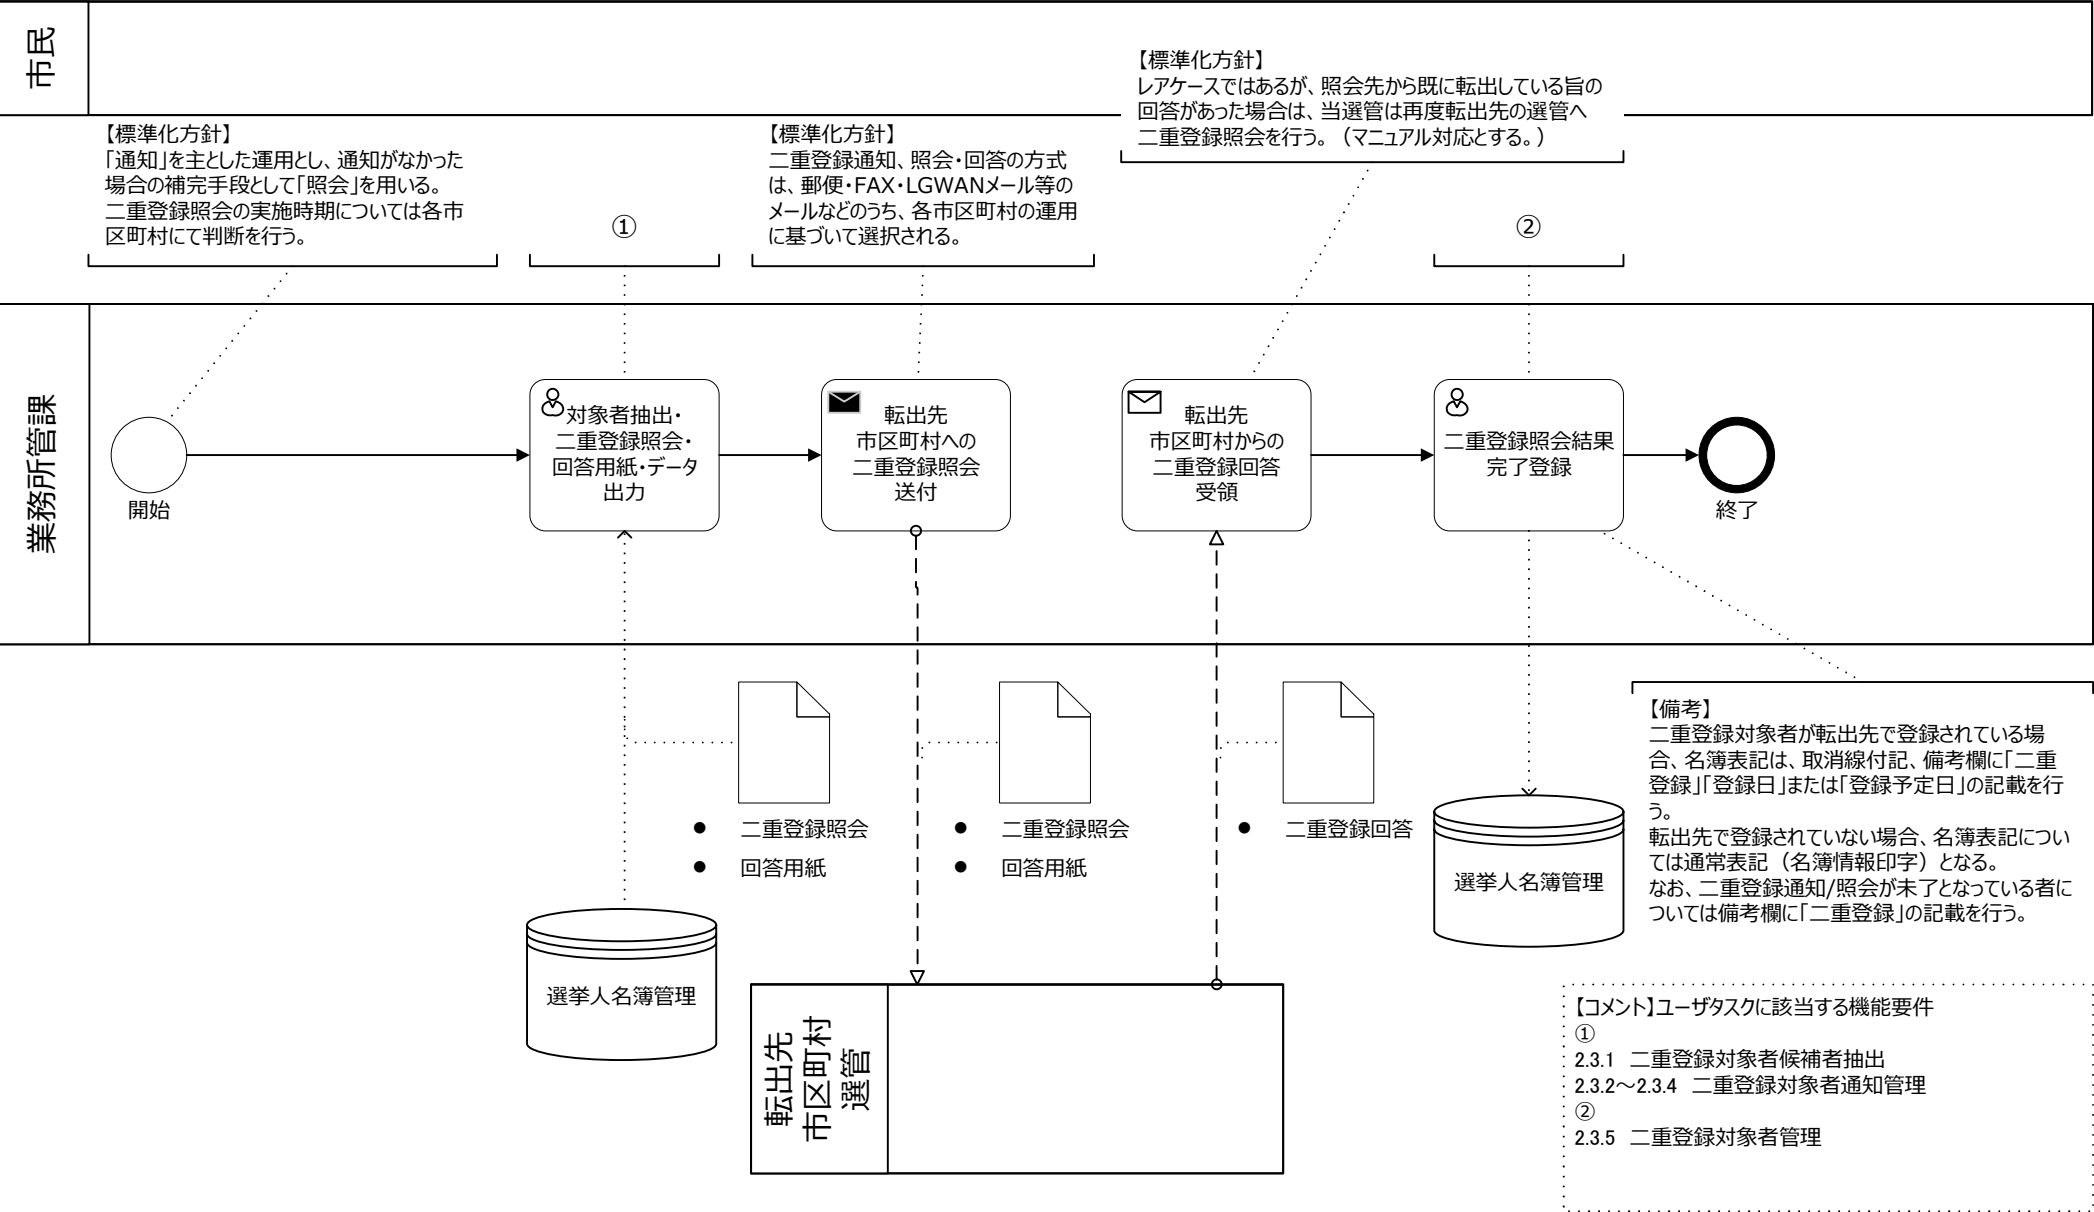 市民
【標準化方針】
「通知」を主とした運用とし、通知がなかった
場合の補完手段として「照会」を用いる。
二重登録照会の実施時期については各市
区町村にて判断を行う。
①
【標準化方針】
二重登録通知、照会・回答の方式
は、郵便・FAX・LGWANメール等の
メールなどのうち、各市区町村の運用
に基づいて選択される。
【標準化方針】
レアケースではあるが、照会先から既に転出している旨の
回答があった場合は、当選管は再度転出先の選管へ
二重登録照会を行う。（マニュアル対応とする。）
②
業務所管課
開始
対象者抽出・
二重登録照会・
回答用紙・データ
出力
転出先
市区町村への
二重登録照会
送付
転出先
市区町村からの
二重登録回答
受領
二重登録照会結果
完了登録
終了
● 二重登録照会
● 回答用紙
● 二重登録照会
● 回答用紙
● 二重登録回答
選挙人名簿管理
選挙人名簿管理
【備考】
二重登録対象者が転出先で登録されている場
合、名簿表記は、取消線付記、備考欄に「二重
登録」「登録日」または「登録予定日」の記載を行
う。
転出先で登録されていない場合、名簿表記につい
ては通常表記（名簿情報印字）となる。
なお、二重登録通知/照会が未了となっている者に
ついては備考欄に「二重登録」の記載を行う。
転出先
市区町村
選管
【コメント】ユーザタスクに該当する機能要件
①
2.3.1 二重登録対象者候補者抽出
2.3.2～2.3.4 二重登録対象者通知管理
②
2.3.5 二重登録対象者管理